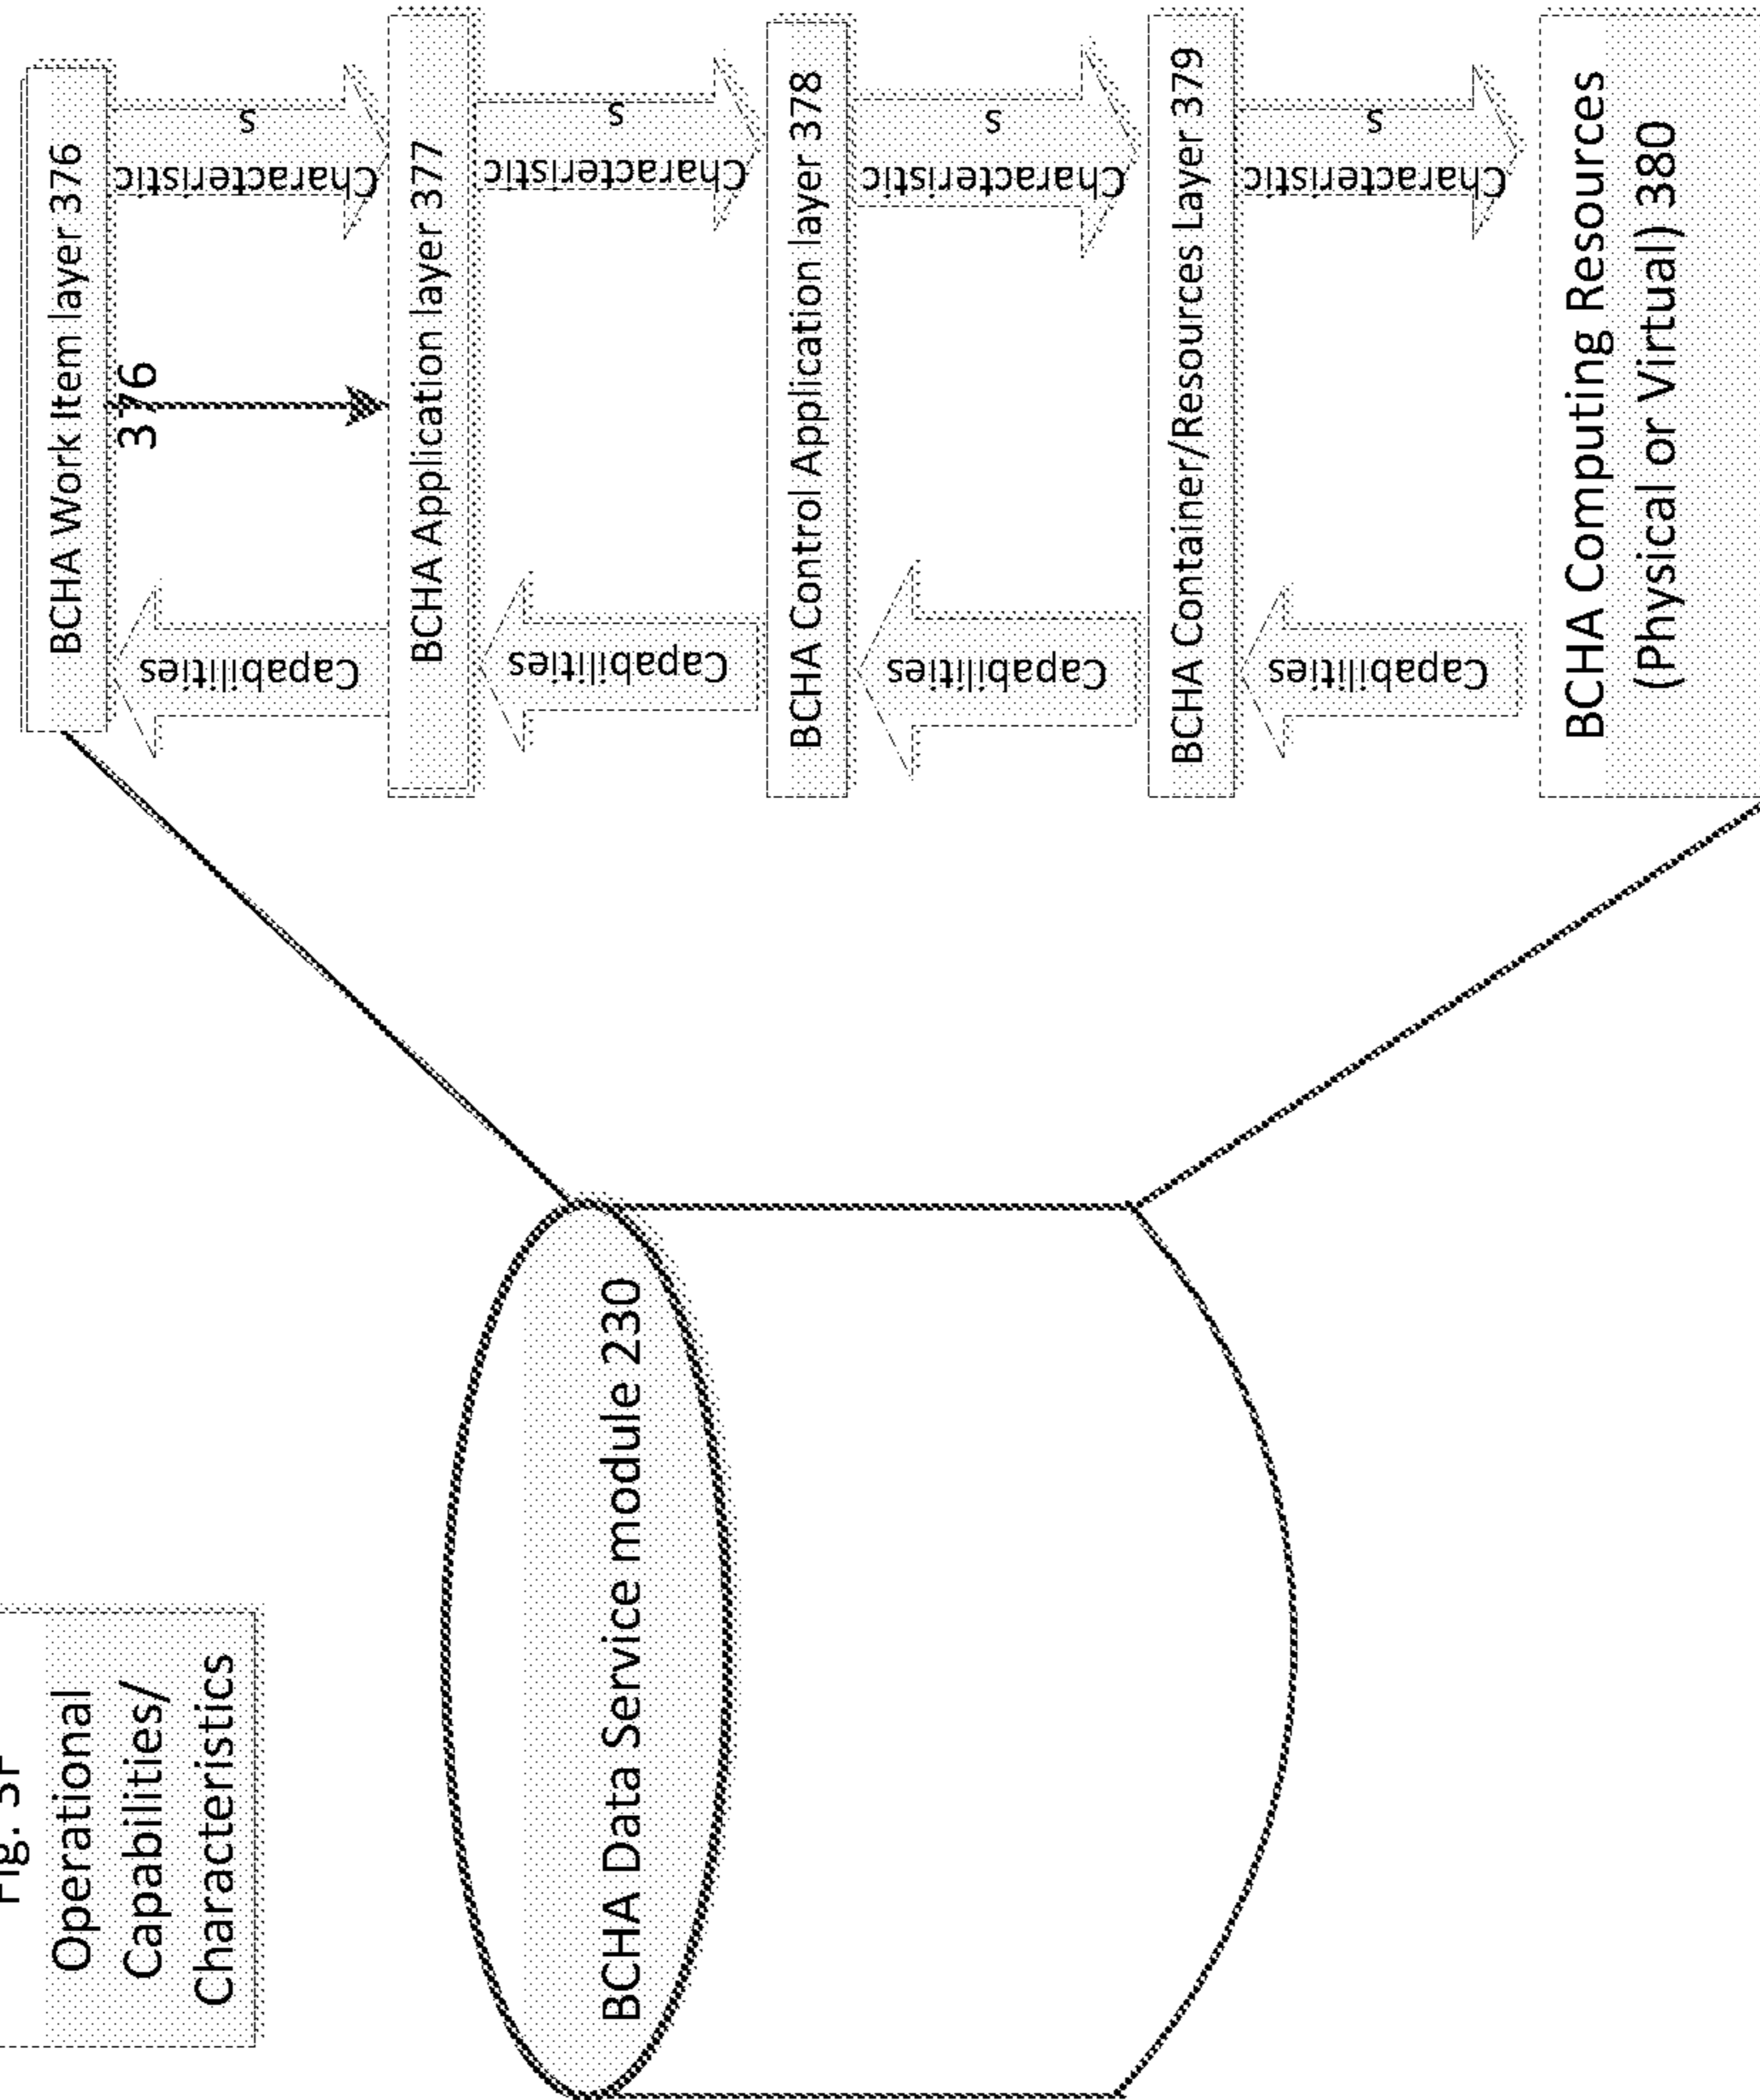 Fig. 3F
Operational
Capabilities/
Characteristics
BCHA Data Service module 230
BCHA Work Item layer 376
376
Capabilities
Characteristic
s
BCHA Application layer 377
Capabilities
Characteristic
s
BCHA Control Application layer 378
Capabilities
Characteristic
s
BCHA Container/Resources Layer 379
Capabilities
Characteristic
s
BCHA Computing Resources
(Physical or Virtual) 380